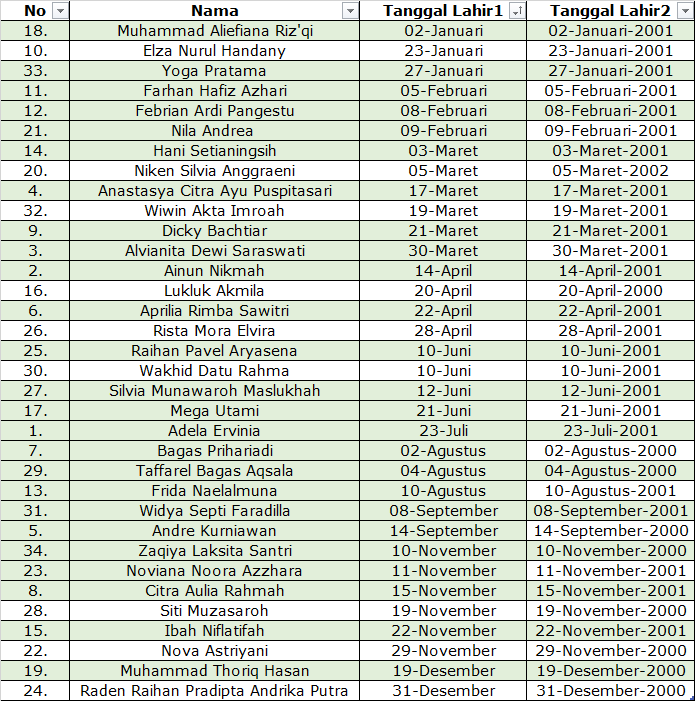 No Nama Tanggal Lahir1 Tanggal Lahir2
18. Muhammad Aliefiana Riz'qi 02-Januari 02-Januari-2001
10. Elza Nurul Handany 23-Januari 23-Januari-2001
33. Yoga Pratama 27-Januari 27-Januari-2001
11. Farhan Hafiz Azhari 05-Februari 05-Februari-2001
12. Febrian Ardi Pangestu 08-Februari 08-Februari-2001
21. Nila Andrea 09-Februari 09-Februari-2001
14. Hani Setianingsih 03-Maret 03-Maret-2001
20. Niken Silvia Anggraeni 05-Maret 05-Maret-2002
4. Anastasya Citra Ayu Puspitasari 17-Maret 17-Maret-2001
32. Wiwin Akta Imroah 19-Maret 19-Maret-2001
9. Dicky Bachtiar 21-Maret 21-Maret-2001
3. Alvianita Dewi Saraswati 30-Maret 30-Maret-2001
2. Ainun Nikmah 14-April 14-April-2001
16. Lukluk Akmila 20-April 20-April-2000
6. Aprilia Rimba Sawitri 22-April 22-April-2001
26. Rista Mora Elvira 28-April 28-April-2001
25. Raihan Pavel Aryasena 10-Juni 10-Juni-2001
30. Wakhid Datu Rahma 10-Juni 10-Juni-2001
27. Silvia Munawaroh Maslukhah 12-Juni 12-Juni-2001
17. Mega Utami 21-Juni 21-Juni-2001
1. Adela Ervinia 23-Juli 23-Juli-2001
7. Bagas Prihariadi 02-Agustus 02-Agustus-2000
29. Taffarel Bagas Aqsala 04-Agustus 04-Agustus-2000
13. Frida Naelalmuna 10-Agustus 10-Agustus-2001
31. Widya Septi Faradilla 08-September 08-September-2001
5. Andre Kurniawan 14-September 14-September-2000
34. Zaqiya Laksita Santri 10-November 10-November-2000
23. Noviana Noora Azzhara 11-November 11-November-2001
8. Citra Aulia Rahmah 15-November 15-November-2001
28. Siti Muzasaroh 19-November 19-November-2000
15. Ibah Niflatifah 22-November 22-November-2001
22. Nova Astriyani 29-November 29-November-2000
19. Muhammad Thoriq Hasan 19-Desember 19-Desember-2000
24. Raden Raihan Pradipta Andrika Putra 31-Desember 31-Desember-2000